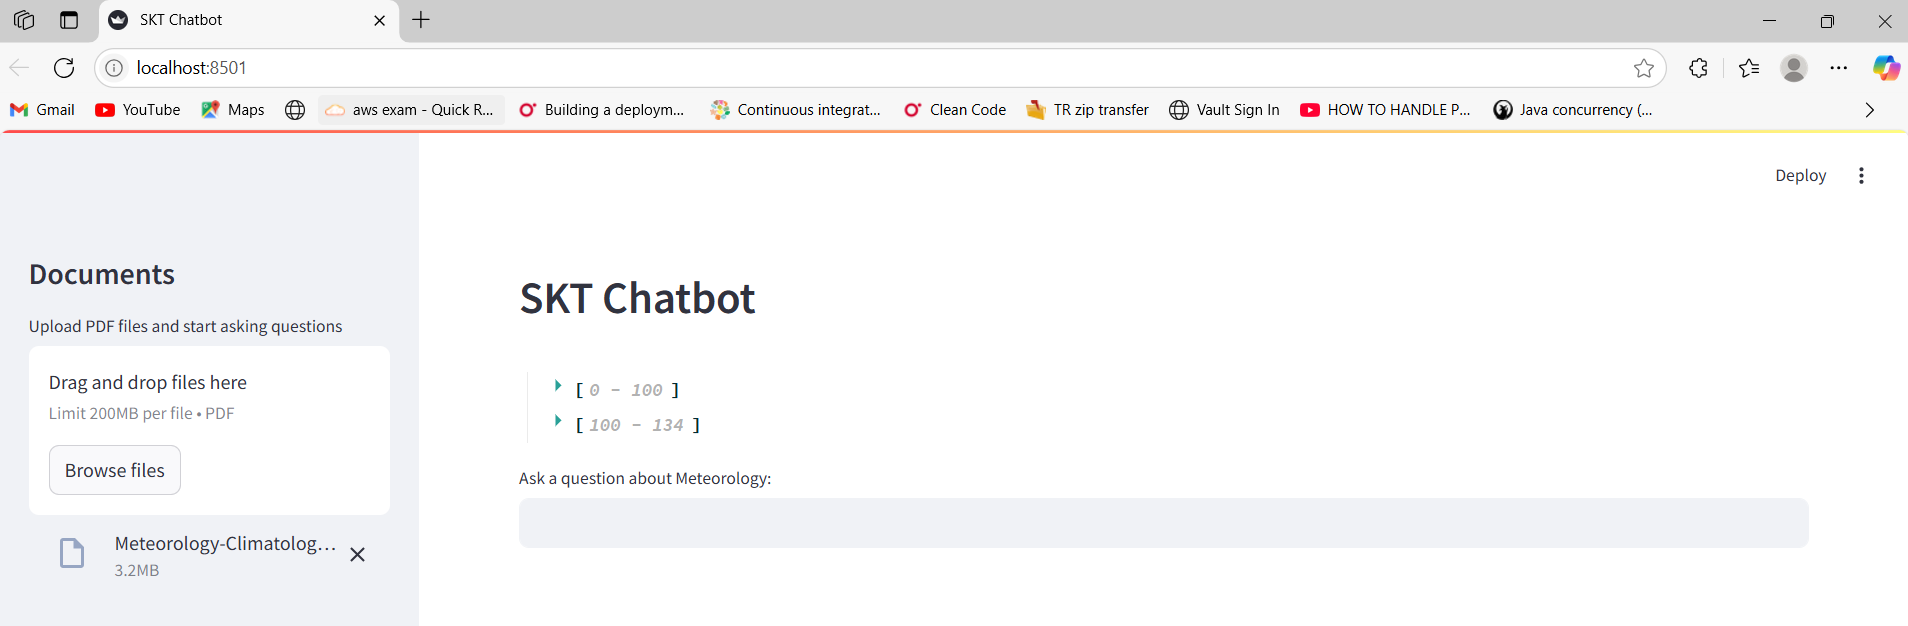 SKT Chatbot
localhost:8501
Gmail YouTube Maps aws exam - Quick R... Building a deploym... Continuous integrat... Clean Code TR zip transfer Vault Sign In HOW TO HANDLE P... Java concurrency (...
Deploy
Documents
Upload PDF files and start asking questions
Drag and drop files here
Limit 200MB per file • PDF
Browse files
Meteorology-Climatolog...
3.2MB
SKT Chatbot
[ 0 - 100 ]
[ 100 - 134 ]
Ask a question about Meteorology: